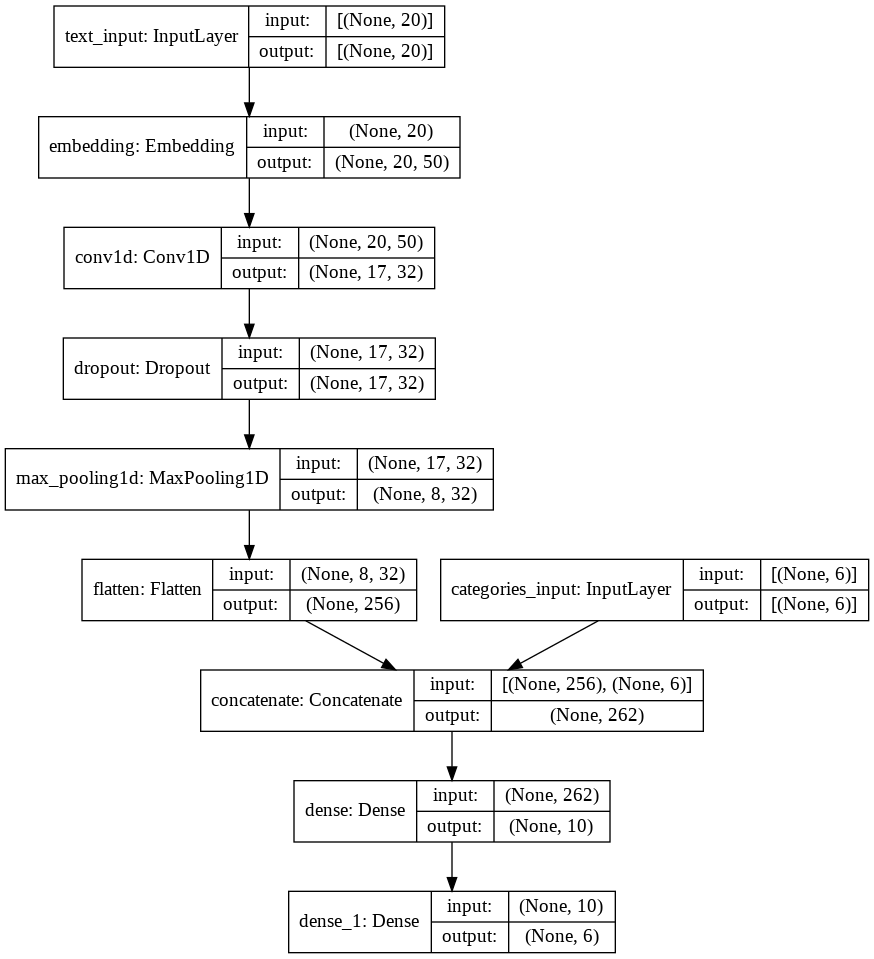 text_input: InputLayer
input:
[(None, 20)]
output:
[(None, 20)]
embedding: Embedding
input:
(None, 20)
output:
(None, 20, 50)
conv1d: Conv1D
input:
(None, 20, 50)
output:
(None, 17, 32)
dropout: Dropout
input:
(None, 17, 32)
output:
(None, 17, 32)
max_pooling1d: MaxPooling1D
input:
(None, 17, 32)
output:
(None, 8, 32)
flatten: Flatten
input:
(None, 8, 32)
output:
(None, 256)
categories_input: InputLayer
input:
[(None, 6)]
output:
[(None, 6)]
concatenate: Concatenate
input:
[(None, 256), (None, 6)]
output:
(None, 262)
dense: Dense
input:
(None, 262)
output:
(None, 10)
dense_1: Dense
input:
(None, 10)
output:
(None, 6)